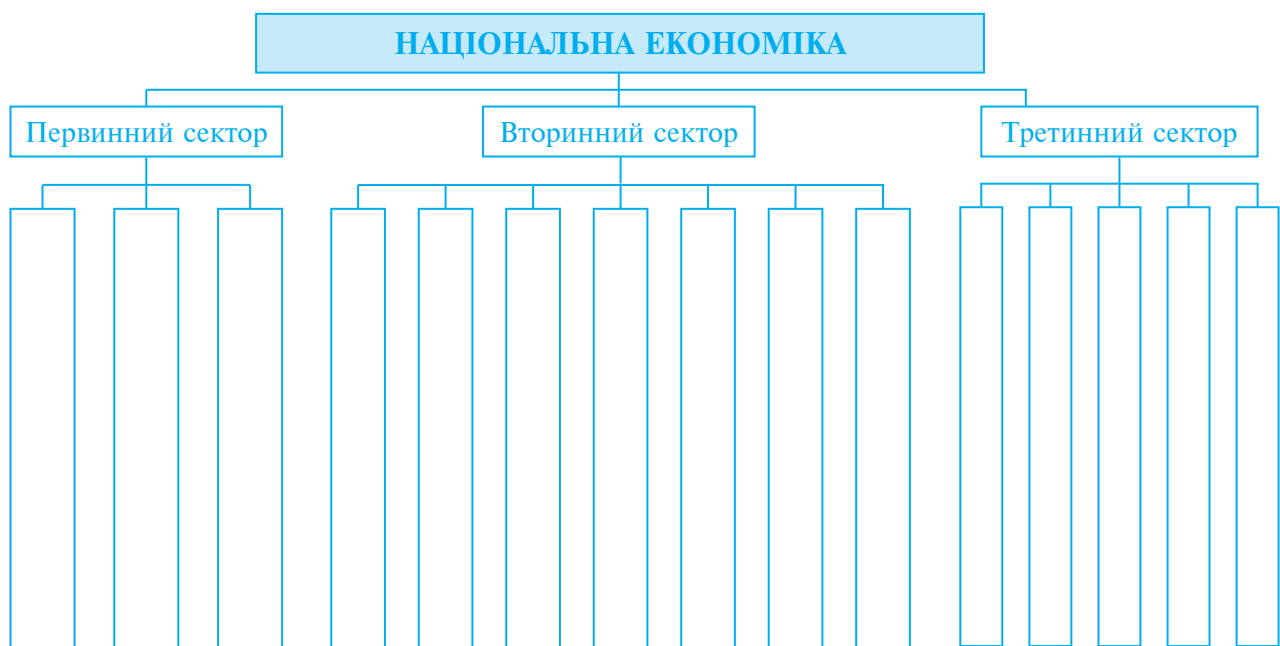 НАЦІОНАЛЬНА ЕКОНОМІКА
Первинний сектор
Вторинний сектор
Третинний сектор